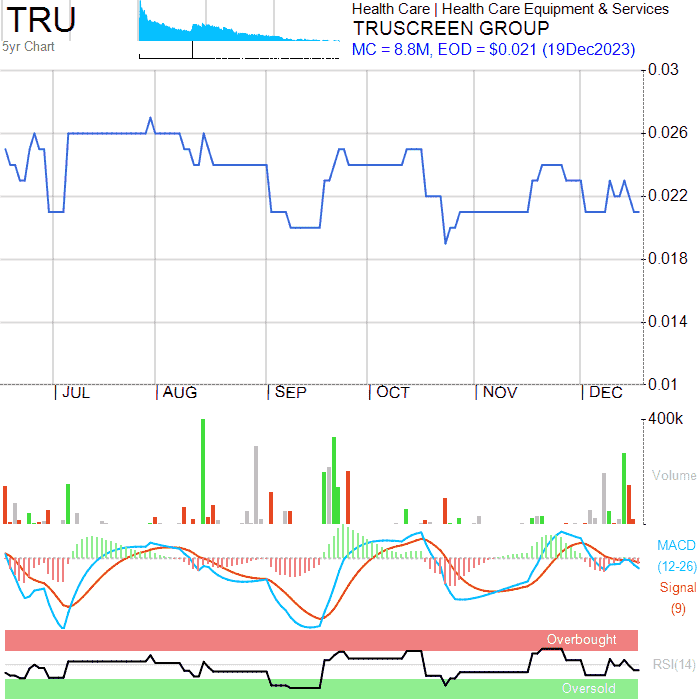 TRU
5yr Chart
Health Care | Health Care Equipment & Services
TRUSCREEN GROUP
MC = 8.8M, EOD = $0.021 (19Dec2023)
0.03
0.026
0.022
0.018
0.014
0.01
JUL AUG SEP OCT NOV DEC
400k
Volume
MACD
(12-26)
Signal
(9)
Overbought
RSI(14)
Oversold